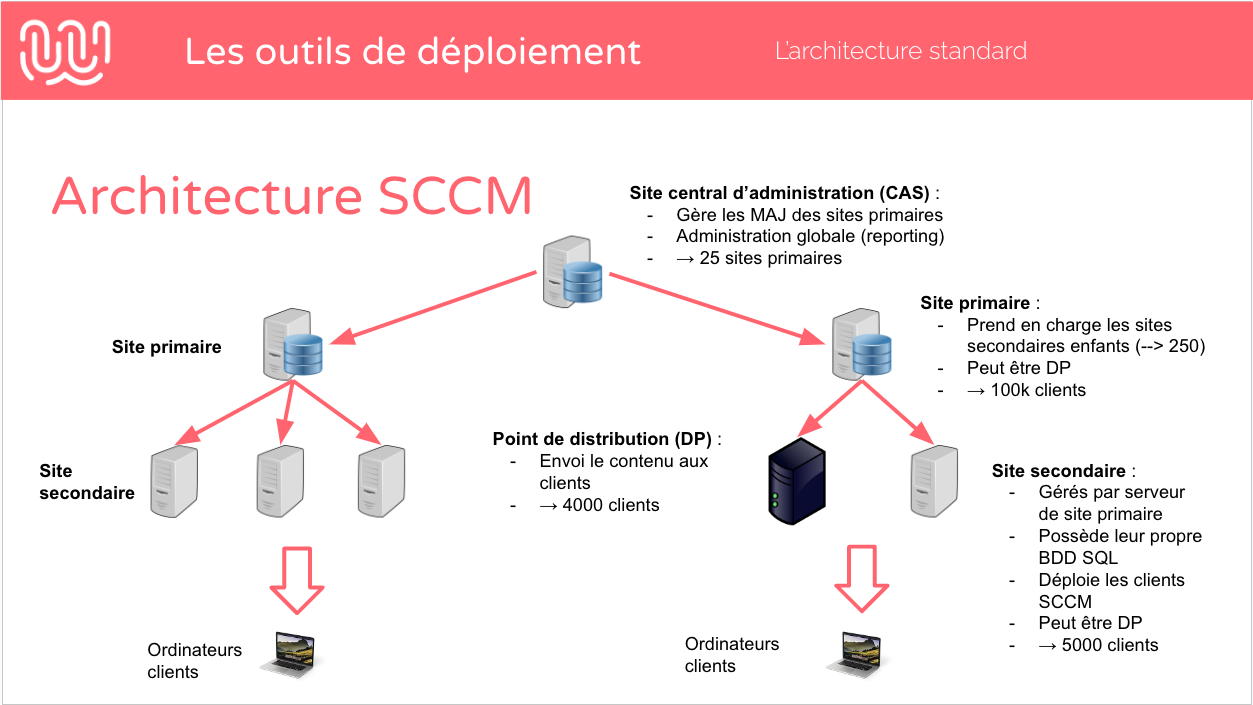 Les outils de déploiement
L'architecture standard
Architecture SCCM
Site central d'administration (CAS) :
- Gère les MAJ des sites primaires
- Administration globale (reporting)
- → 25 sites primaires
Site primaire
Site primaire :
- Prend en charge les sites
secondaires enfants (--> 250)
- Peut être DP
- → 100k clients
Site
secondaire
Point de distribution (DP) :
- Envoi le contenu aux
clients
- → 4000 clients
Site secondaire :
- Gérés par serveur
de site primaire
- Possède leur propre
BDD SQL
- Déploie les clients
SCCM
- Peut être DP
- → 5000 clients
Ordinateurs
clients
Ordinateurs
clients